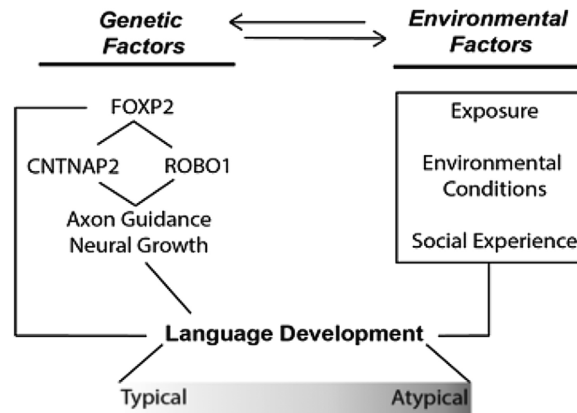 Genetic
Factors
Environmental
Factors
FOXP2
CNTNAP2 ROBO1
Axon Guidance
Neural Growth
Exposure
Environmental
Conditions
Social Experience
Language Development
Typical Atypical